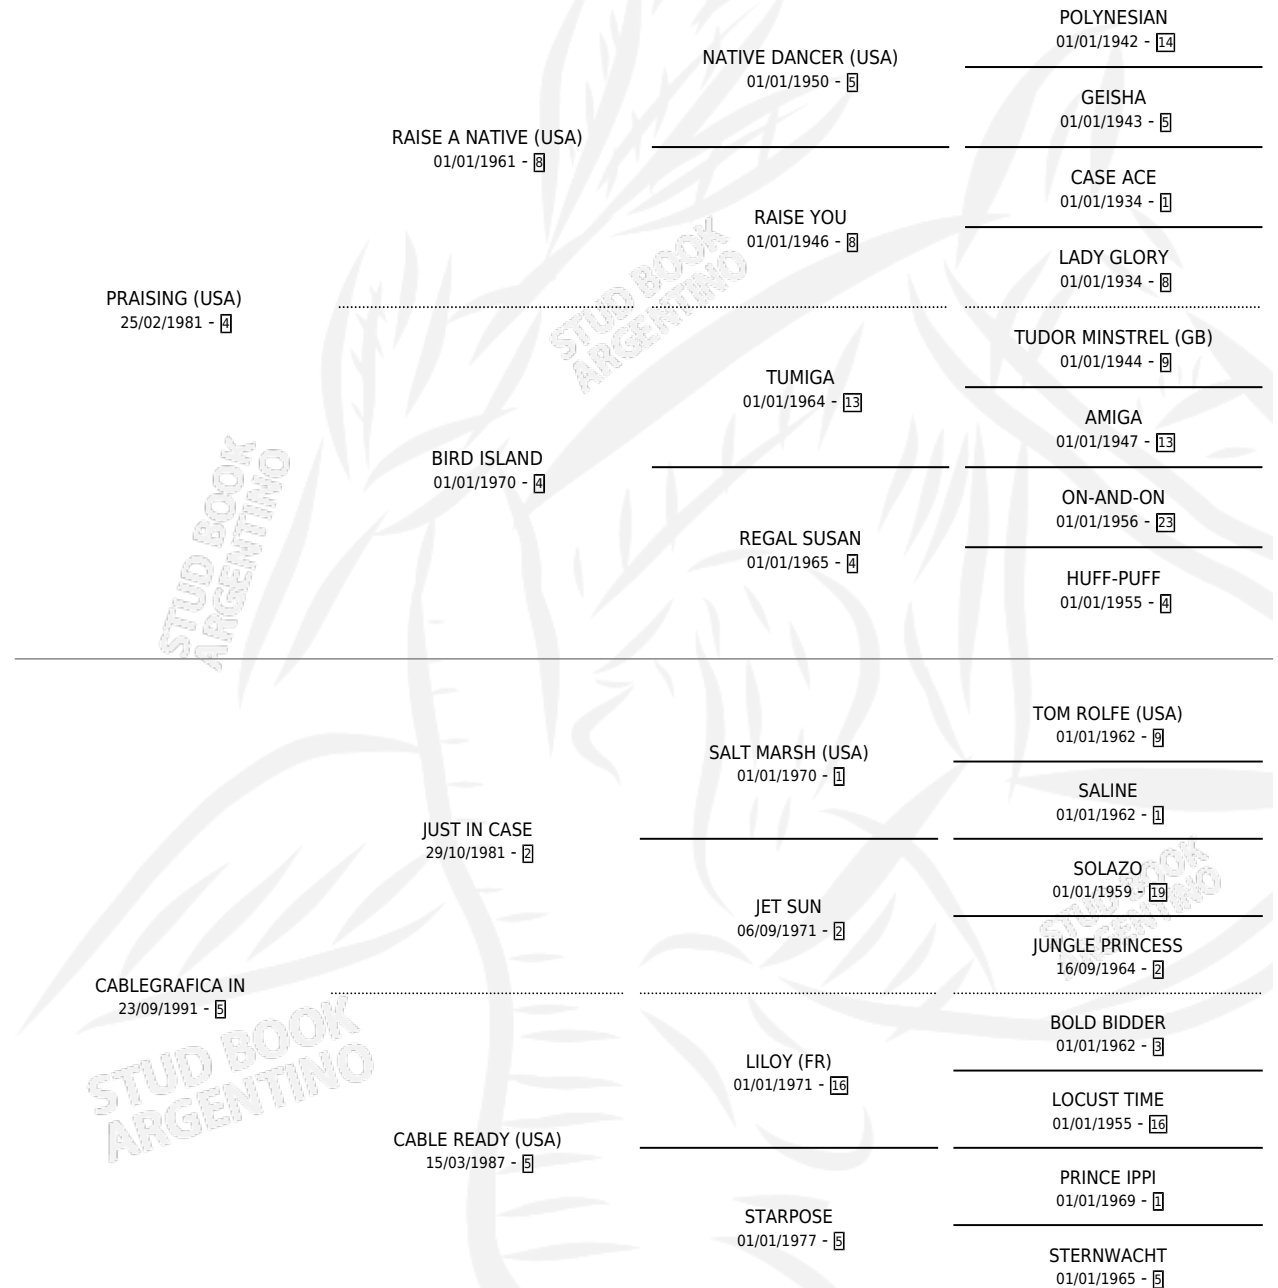 POLYNESIAN
01/01/1942 - 14
NATIVE DANCER (USA)
01/01/1950 - 5
GEISHA
01/01/1943 - 5
RAISE A NATIVE (USA)
01/01/1961 - 8
CASE ACE
01/01/1934 - 1
RAISE YOU
01/01/1946 - 8
LADY GLORY
01/01/1934 - 8
PRAISING (USA)
25/02/1981 - 4
TUDOR MINSTREL (GB)
01/01/1944 - 9
TUMIGA
01/01/1964 - 13
AMIGA
01/01/1947 - 13
BIRD ISLAND
01/01/1970 - 4
ON-AND-ON
01/01/1956 - 23
REGAL SUSAN
01/01/1965 - 4
HUFF-PUFF
01/01/1955 - 4
TOM ROLFE (USA)
01/01/1962 - 9
SALT MARSH (USA)
01/01/1970 - 1
SALINE
01/01/1962 - 1
JUST IN CASE
29/10/1981 - 2
SOLAZO
01/01/1959 - 19
JET SUN
06/09/1971 - 2
JUNGLE PRINCESS
16/09/1964 - 2
CABLEGRAFICA IN
23/09/1991 - 5
BOLD BIDDER
01/01/1962 - 3
LILOY (FR)
01/01/1971 - 16
LOCUST TIME
01/01/1955 - 16
CABLE READY (USA)
15/03/1987 - 5
PRINCE IPPI
01/01/1969 - 1
STARPOSE
01/01/1977 - 5
STERNWACHT
01/01/1965 - 5
STUD BOOK
ARGENTINO
STUD BOOK
ARGENTINO
STUD BOOK
ARGENTINO
STUD BOOK
ARGENTINO